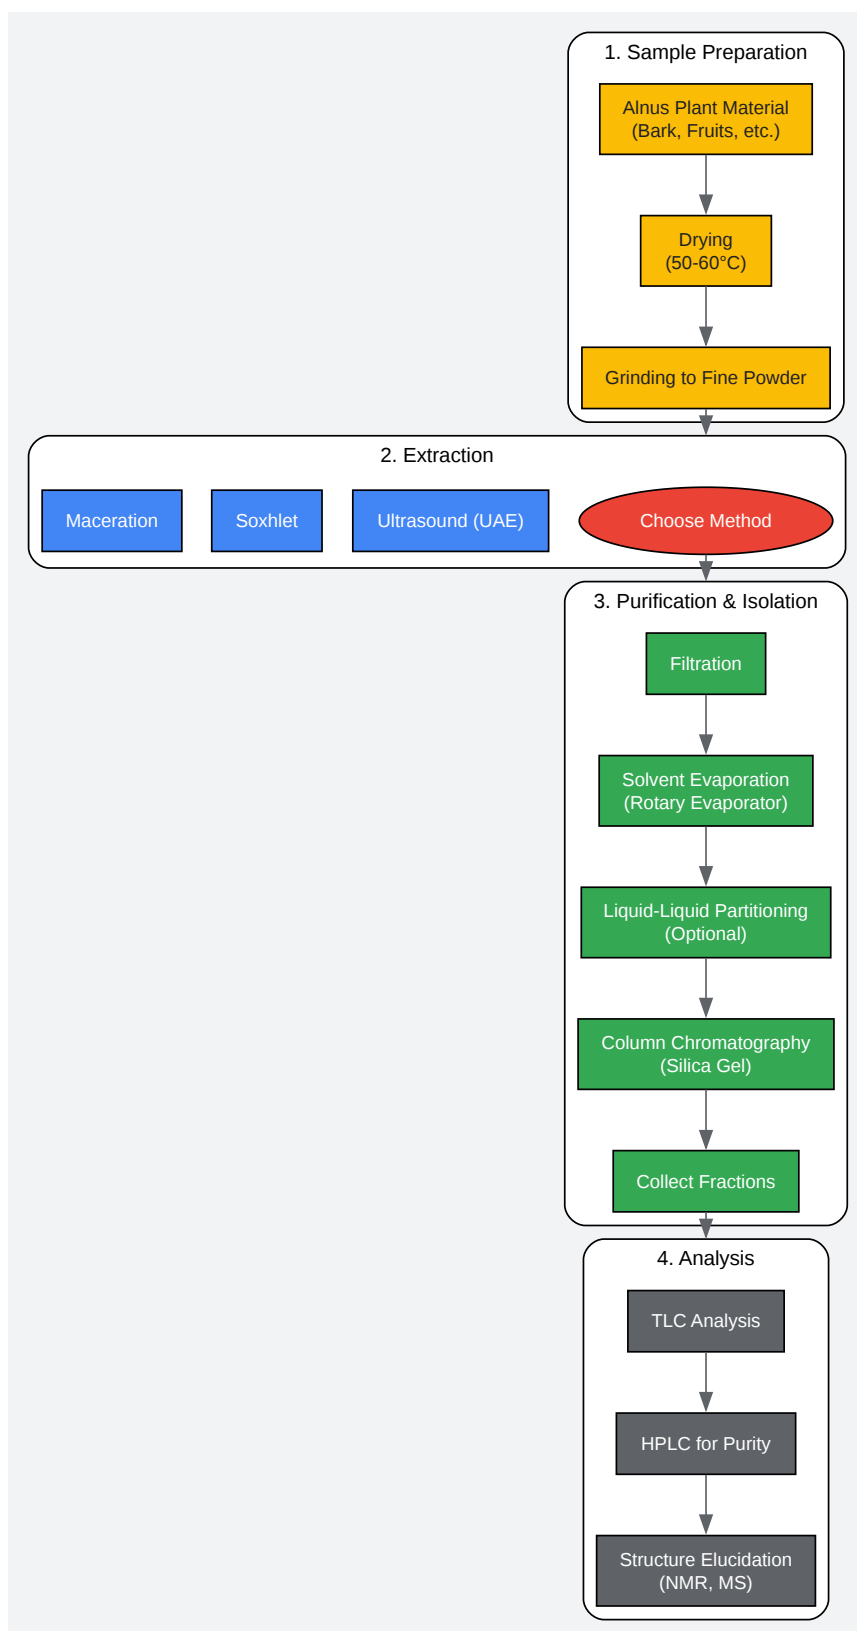 1. Sample Preparation
Alnus Plant Material
(Bark, Fruits, etc.)
Drying
(50-60°C)
Grinding to Fine Powder
2. Extraction
Maceration
Soxhlet
Ultrasound (UAE)
Choose Method
3. Purification & Isolation
Filtration
Solvent Evaporation
(Rotary Evaporator)
Liquid-Liquid Partitioning
(Optional)
Column Chromatography
(Silica Gel)
Collect Fractions
4. Analysis
TLC Analysis
HPLC for Purity
Structure Elucidation
(NMR, MS)